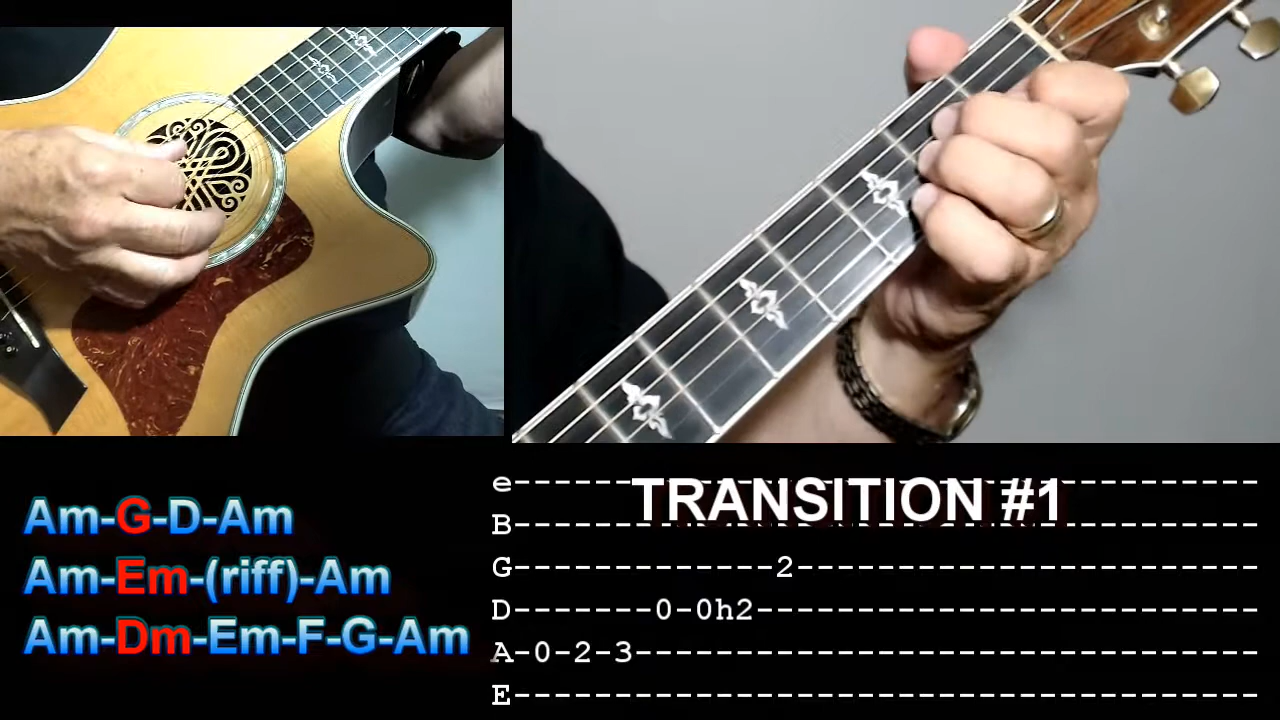 Am-G-D-Am
Am-Em-(riff)-Am
Am-Dm-Em-F-G-Am
TRANSITION #1
e------------------------------------------------------
B------------------------------------------------------
G-------------2-----------------------------------
D-------0-0h2-------------------------------------
A-0-2-3-------------------------------------------
E------------------------------------------------------